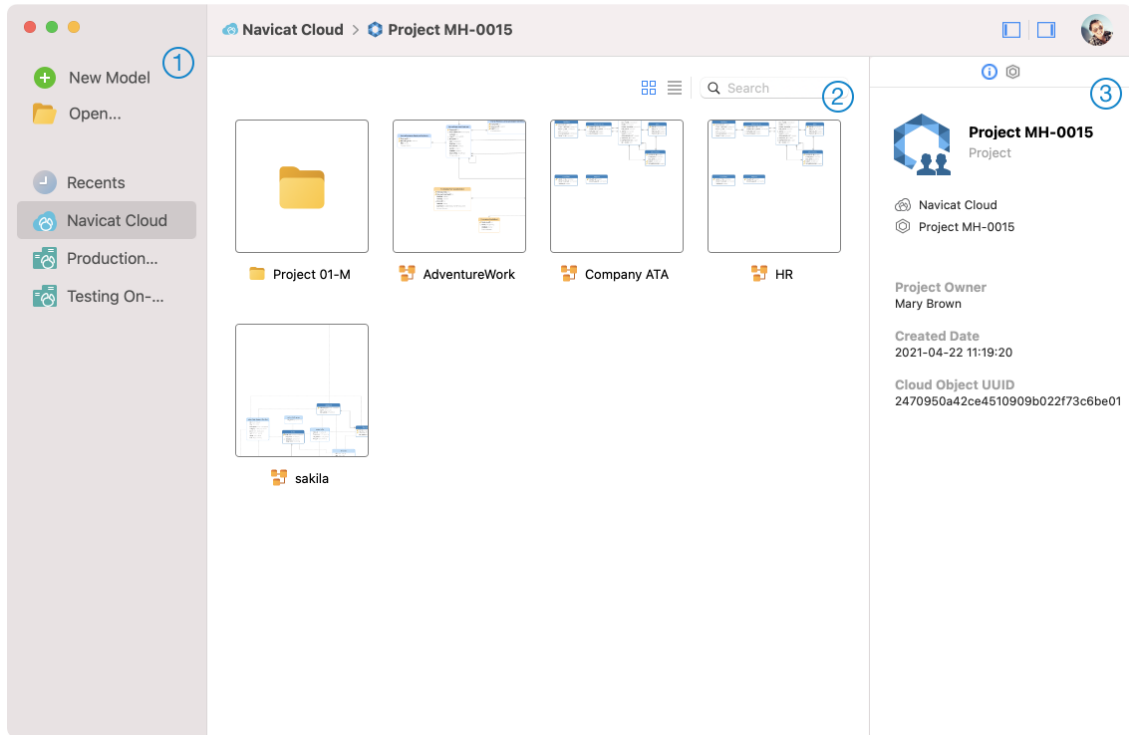 Navicat Cloud > Project MH-0015
1
New Model
Open...
Recents
Navicat Cloud
Production...
Testing On-...
Search
2
Project 01-M
AdventureWork
Company ATA
HR
sakila
3
Project MH-0015
Project
Navicat Cloud
Project MH-0015
Project Owner
Mary Brown
Created Date
2021-04-22 11:19:20
Cloud Object UUID
2470950a42ce4510909b022f73c6be01